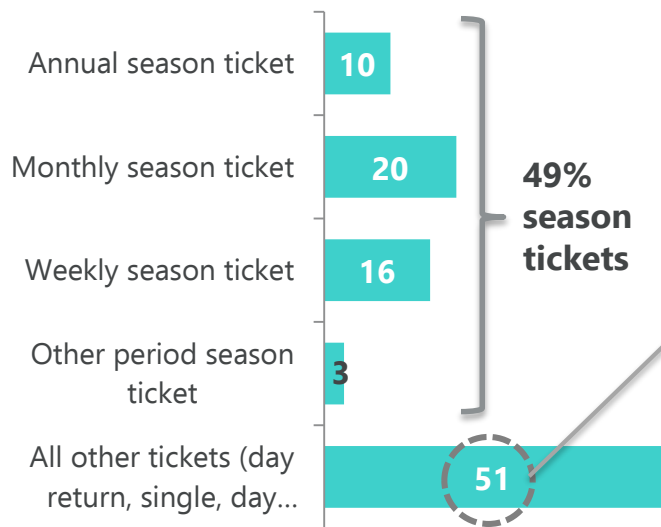 Annual season ticket
10
Monthly season ticket
20
49%
season
tickets
Weekly season ticket
16
Other period season
ticket
3
All other tickets (day
return, single, day...
51